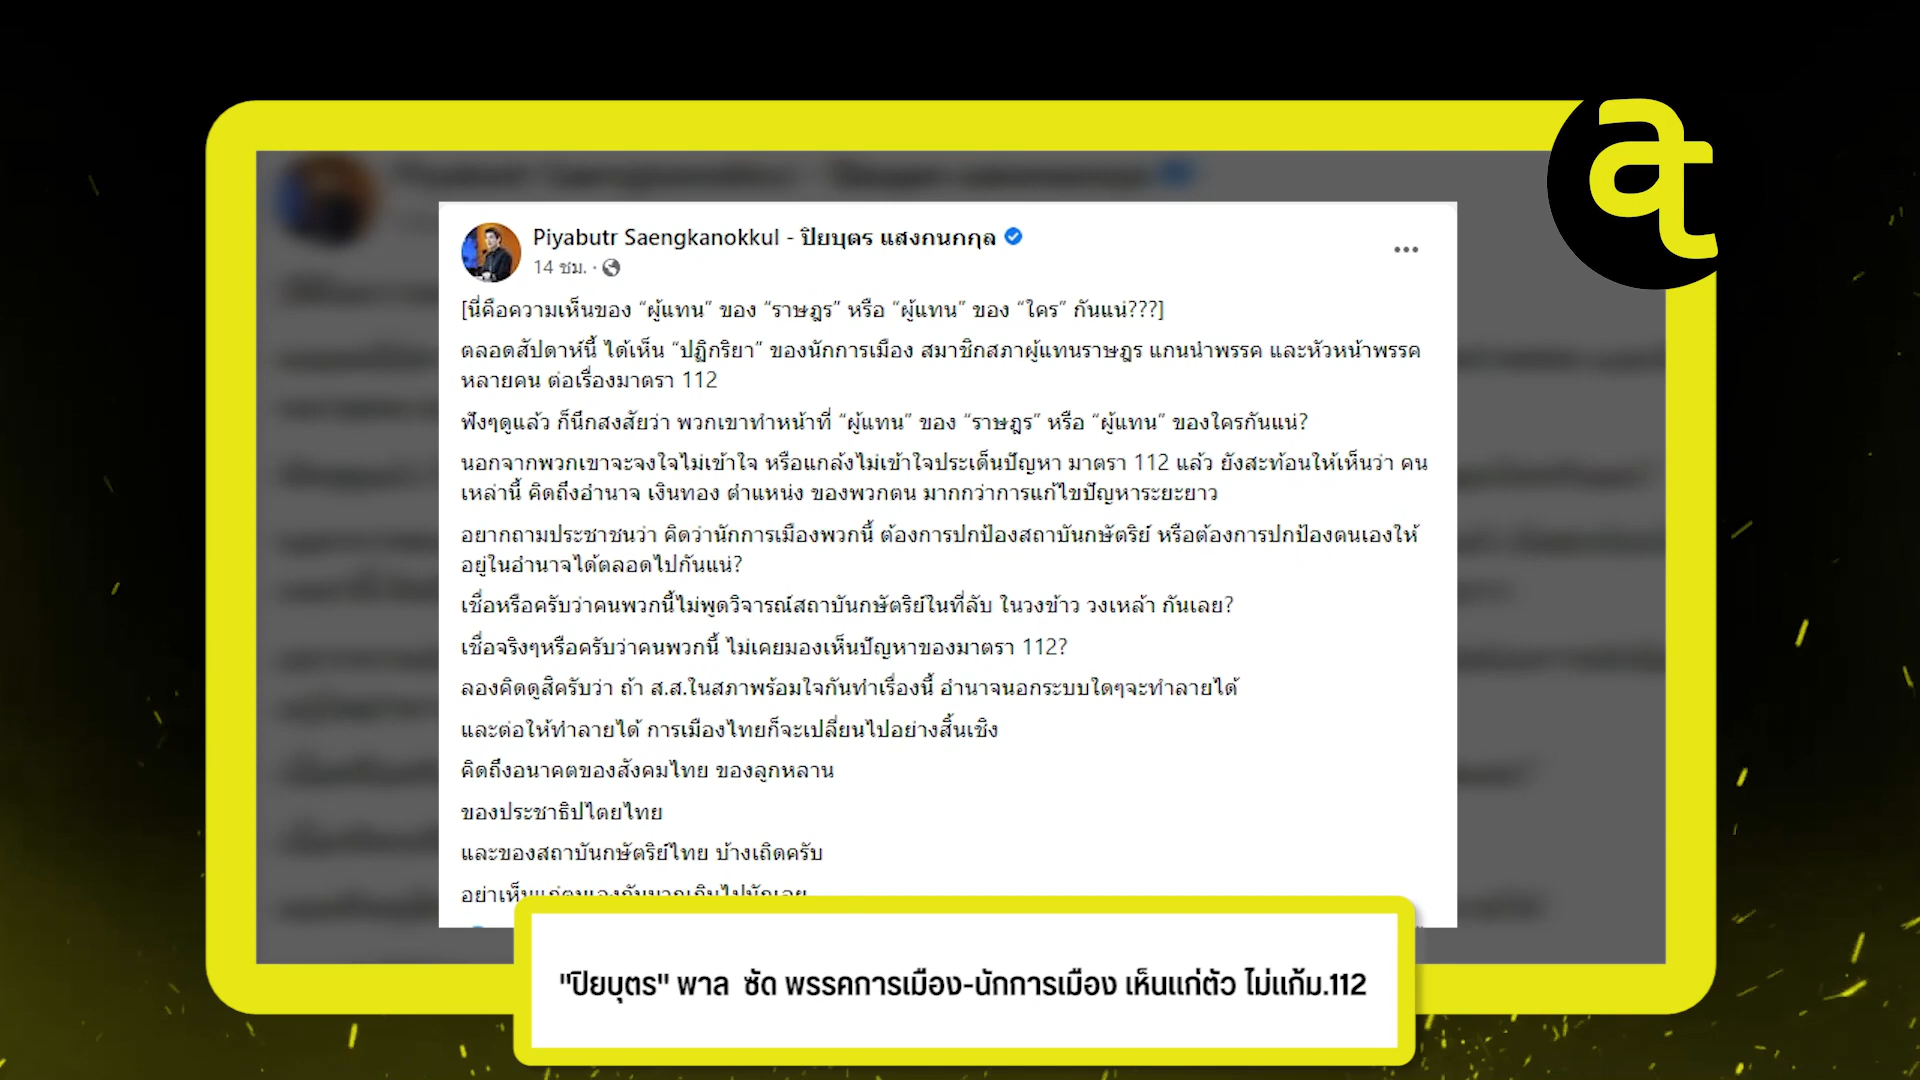 Piyabutr Saengkanokkul - ปิยบุตร แสงกนกกุล
14 ชม. ·
[นี่คือความเห็นของ “ผู้แทน” ของ “ราษฎร” หรือ “ผู้แทน” ของ “ใคร” กันแน่???]
ตลอดสัปดาห์นี้ ได้เห็น “ปฏิกริยา” ของนักการเมือง สมาชิกสภาผู้แทนราษฎร แกนนำพรรค และหัวหน้าพรรค
หลายคน ต่อเรื่องมาตรา 112
ฟังๆดูแล้ว ก็นึกสงสัยว่า พวกเขาทำหน้าที่ “ผู้แทน” ของ “ราษฎร” หรือ “ผู้แทน” ของใครกันแน่?
นอกจากพวกเขาจะจงใจไม่เข้าใจ หรือแกล้งไม่เข้าใจประเด็นปัญหา มาตรา 112 แล้ว ยังสะท้อนให้เห็นว่า คน
เหล่านี้ คิดถึงอำนาจ เงินทอง ตำแหน่ง ของพวกตน มากกว่าการแก้ไขปัญหาระยะยาว
อยากถามประชาชนว่า คิดว่านักการเมืองพวกนี้ ต้องการปกป้องสถาบันกษัตริย์ หรือต้องการปกป้องตนเองให้
อยู่ในอำนาจได้ตลอดไปกันแน่?
เชื่อหรือครับว่าคนพวกนี้ไม่พูดวิจารณ์สถาบันกษัตริย์ในที่ลับ ในวงข้าว วงเหล้า กันเลย?
เชื่อจริงๆหรือครับว่าคนพวกนี้ ไม่เคยมองเห็นปัญหาของมาตรา 112?
ลองคิดดูสิครับว่า ถ้า ส.ส.ในสภาพร้อมใจกันทำเรื่องนี้ อำนาจนอกระบบใดๆจะทำลายได้
และต่อให้ทำลายได้ การเมืองไทยก็จะเปลี่ยนไปอย่างสิ้นเชิง
คิดถึงอนาคตของสังคมไทย ของลูกหลาน
ของประชาธิปไตยไทย
และของสถาบันกษัตริย์ไทย บ้างเถิดครับ
อย่าเห็นแก่ตนเองกันมากเกินไปนักเลย
"ปิยบุตร" พาล ซัด พรรคการเมือง-นักการเมือง เห็นแก่ตัว ไม่แก้ม.112